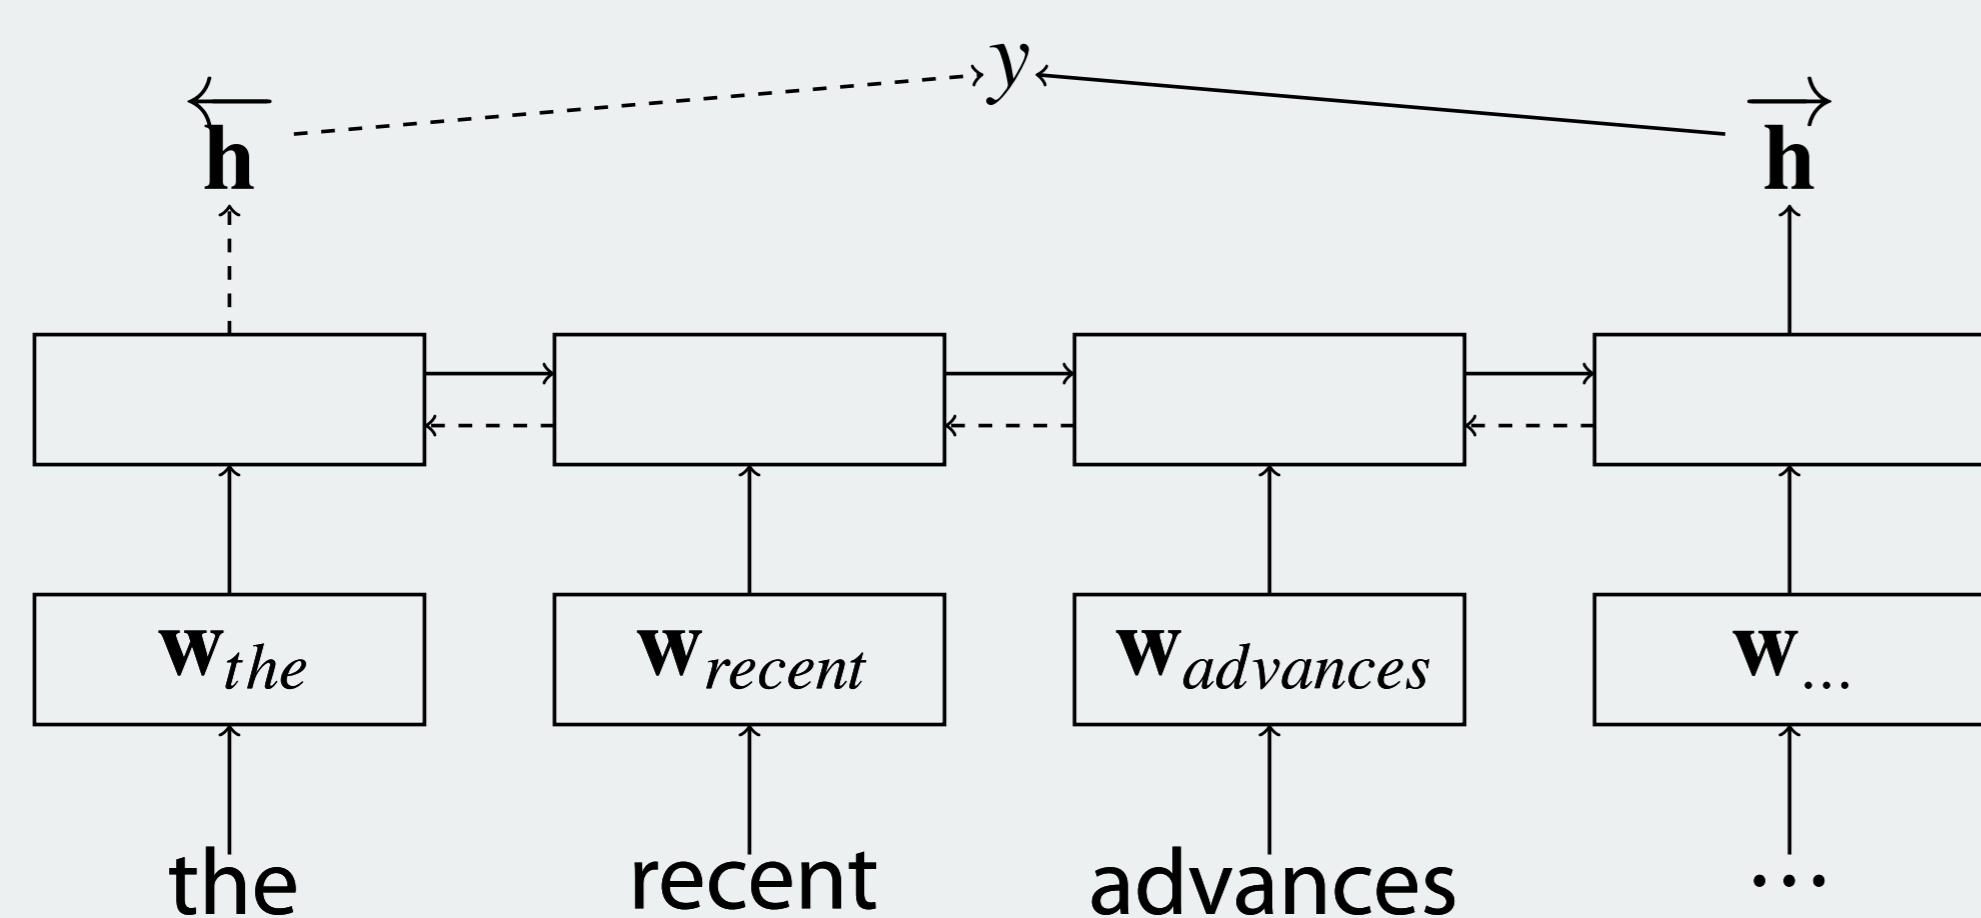 y
h h
w_the w_recent w_advances w_...
the recent advances ...